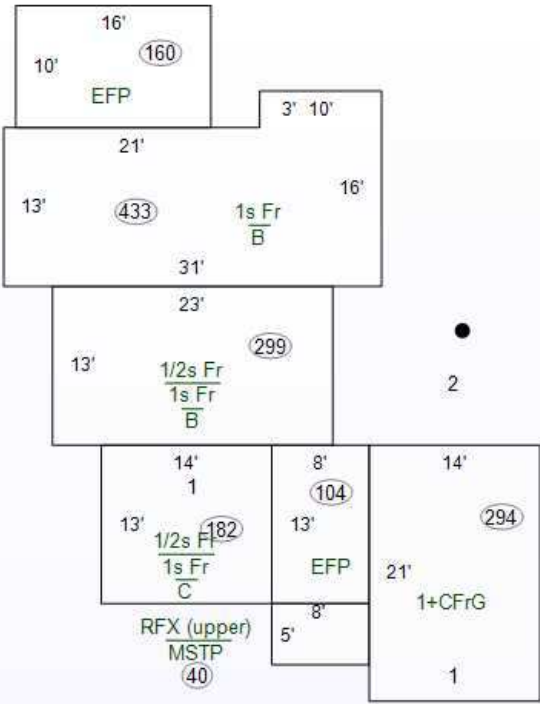 16'
160
10'
EFP
3' 10'
21'
16'
13'
433
1s Fr
B
31'
23'
299
13'
1/2s Fr
1s Fr
B
2
14'
8'
14'
1
104
13'
182
13'
294
1/2s Fr
1s Fr
C
EFP
21'
1+CFrG
8'
RFX (upper)
MSTP
5'
40
1